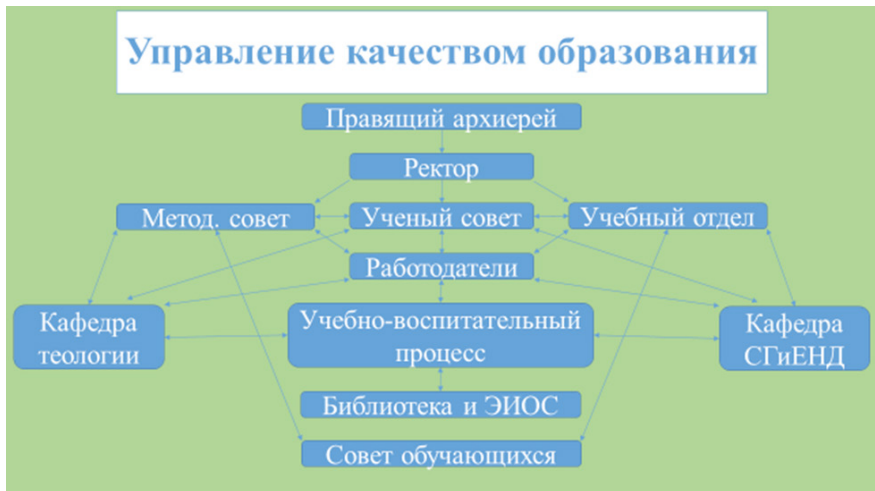 Управление качеством образования
Правящий архиерей
Ректор
Метод. совет
Ученый совет
Учебный отдел
Работодатели
Кафедра
теологии
Учебно-воспитательный
процесс
Кафедра
СГиЕНД
Библиотека и ЭИОС
Совет обучающихся